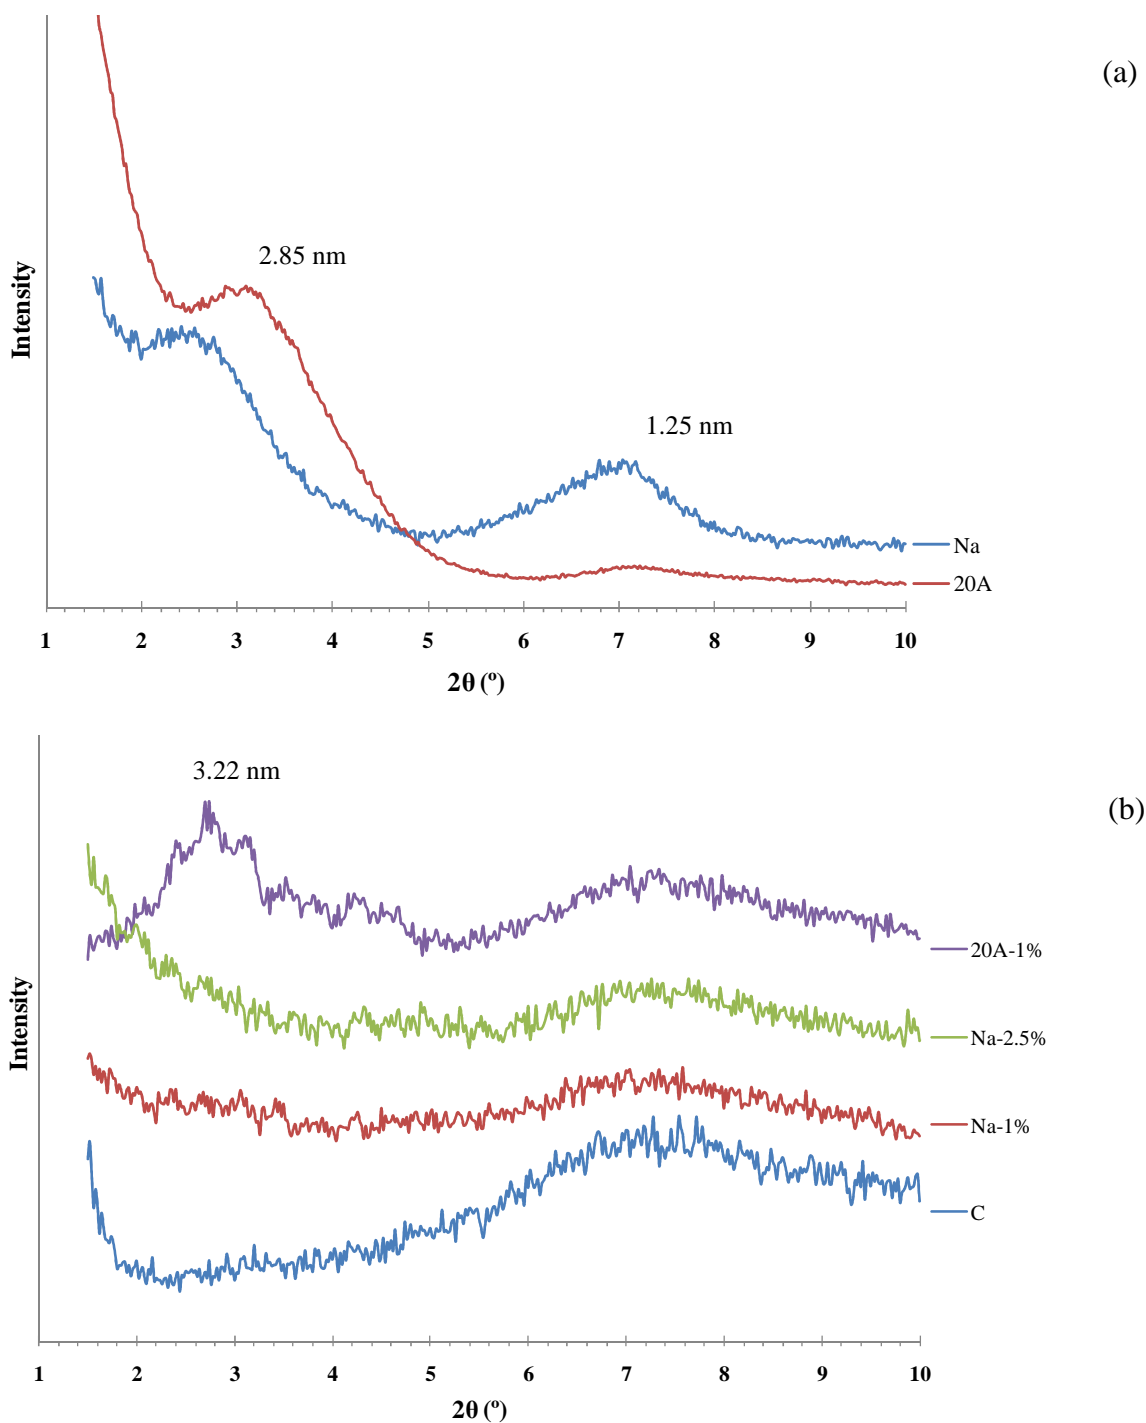 (a)
2.85 nm
Intensity
1.25 nm
Na
20A
1 2 3 4 5 6 7 8 9 10
2θ (º)
3.22 nm
(b)
20A-1%
Intensity
Na-2.5%
Na-1%
C
1 2 3 4 5 6 7 8 9 10
2θ (º)